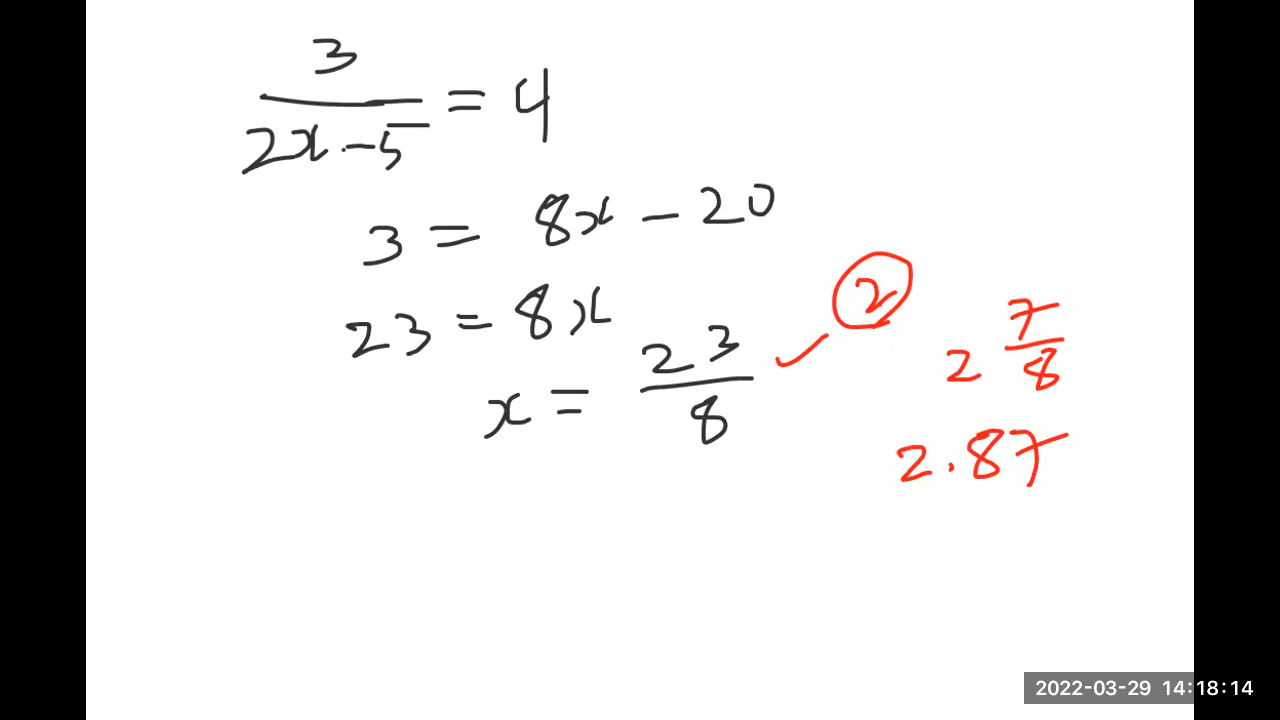 3/(2x-5) = 4
3 = 8x - 20
23 = 8x
x = 23/8 ✓ ②
2 7/8
2.87
2022-03-29 14:18:14